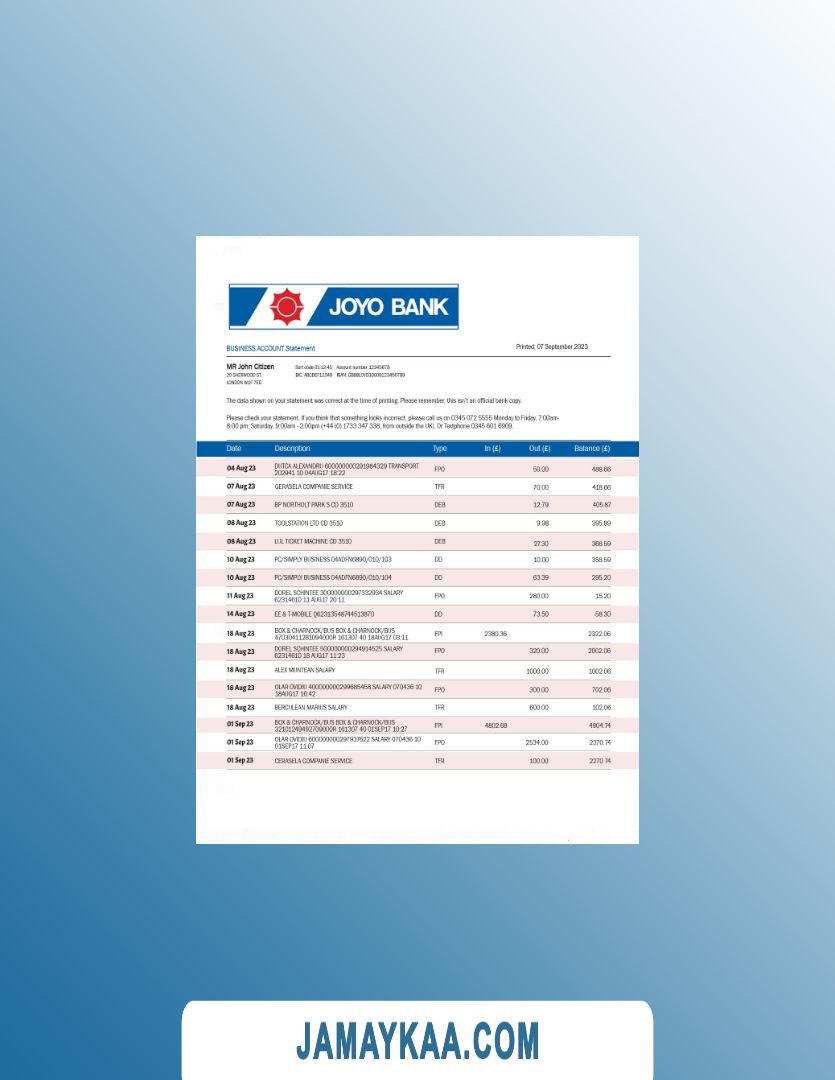 JOYO BANK
BUSINESS ACCOUNT Statement
Printed: 07 September 2023
MR John Citizen
20 SHERWOOD ST.
LONDON W1F 7ED
Sort code 01-12-45 Account number 12345678
BIC: ABCDEF12349
The data shown on your statement was correct at the time of printing. Please remember, this isn't an official bank copy.
Please check your statement. If you think that something looks incorrect, please call us on 0345 072 5555 Monday to Friday, 7:00am-
8:00 pm, Saturday, 9:00am - 2:00pm (+44 (0) 1733 347 338, from outside the UK). Or Textphone 0345 601 6909.
Date Description Type In (£) Out (£) Balance (£)
04 Aug 23 DUTCA ALEXANDRU 600000000291984329 TRANSPORT FPO 50.00 488.66
202941 10 04AUG17 18:22
07 Aug 23 GERASELA COMPANIE SERVICE TFR 70.00 418.66
07 Aug 23 BP NORTHOLT PARK S CD 3510 DEB 12.79 405.87
08 Aug 23 TOOLSTATION LTD CD 3510 DEB 9.98 395.89
08 Aug 23 LUL TICKET MACHINE CD 3510 DEB 27.30 368.59
10 Aug 23 PC/SIMPLY BUSINESS 04ADFN6890/010/103 DD 10.00 358.59
10 Aug 23 PC/SIMPLY BUSINESS 04ADFN6890/010/104 DD 63.39 295.20
11 Aug 23 DOREL SCHINTEE 300000000297332934 SALARY FPO 280.00 15.20
62314610 11 AUG17 20:11
14 Aug 23 EE & T-MOBILE Q62313548744513870 DD 73.50 -58.30
18 Aug 23 BOX & CHARNOCK/BUS BOX & CHARNOCK/BUS FPI 2380.36 2322.06
47030411281094000R 161307 40 18AUG17 03:11
18 Aug 23 DOREL SCHINTEE 500000000294914525 SALARY FPO 320.00 2002.06
62314610 18 AUG17 11:23
18 Aug 23 ALEX MUNTEAN SALARY TFR 1000.00 1002.06
18 Aug 23 OLAR OVIDIU 400000000299685458 SALARY 070436 10 FPO 300.00 702.06
18AUG17 16:42
18 Aug 23 BERCULEAN MARIUS SALARY TFR 600.00 102.06
01 Sep 23 BOX & CHARNOCK/BUS BOX & CHARNOCK/BUS FPI 4802.68 4904.74
32101249492709000R 161307 40 01SEP17 10:27
01 Sep 23 OLAR OVIDIU 600000000297937622 SALARY 070436 10 FPO 2534.00 2370.74
01SEP17 11:07
01 Sep 23 CERASELA COMPANIE SERVICE TFR 100.00 2270.74
JAMAYKAA.COM